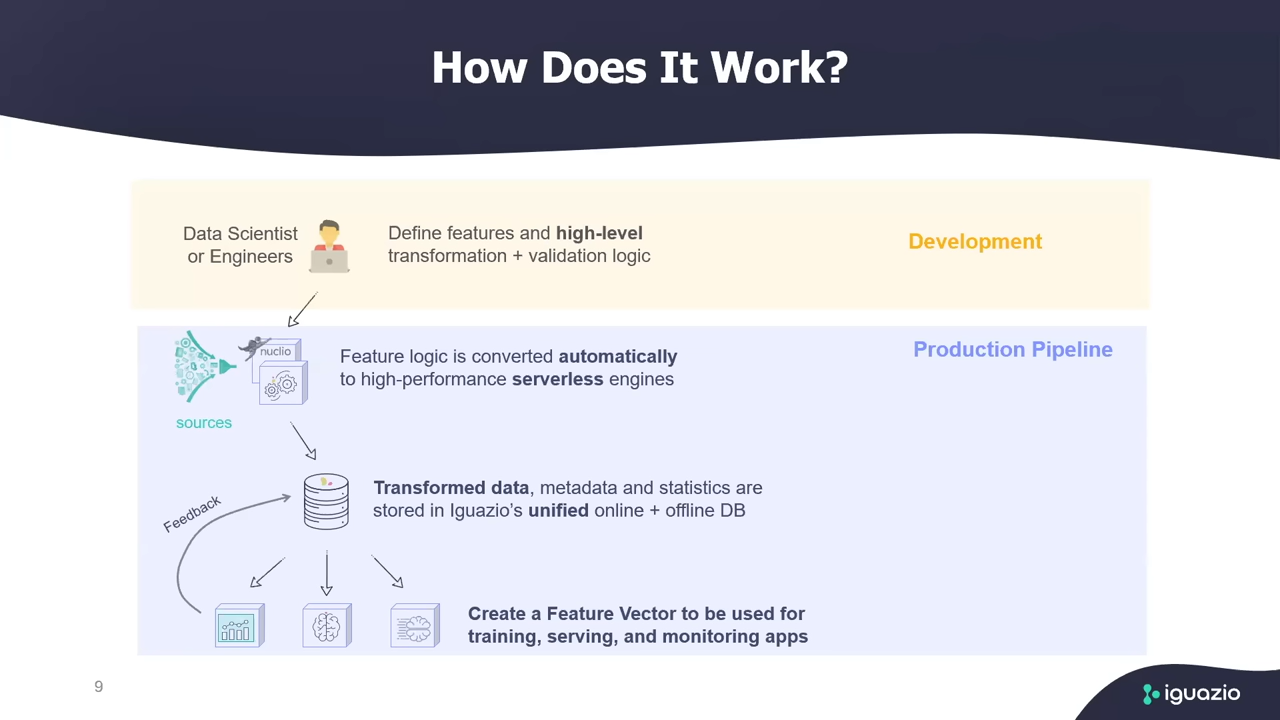 How Does It Work?
Data Scientist
or Engineers
Define features and high-level
transformation + validation logic
Development
nuclio
sources
Feature logic is converted automatically
to high-performance serverless engines
Production Pipeline
Feedback
Transformed data, metadata and statistics are
stored in Iguazio’s unified online + offline DB
Create a Feature Vector to be used for
training, serving, and monitoring apps
9
iguazio